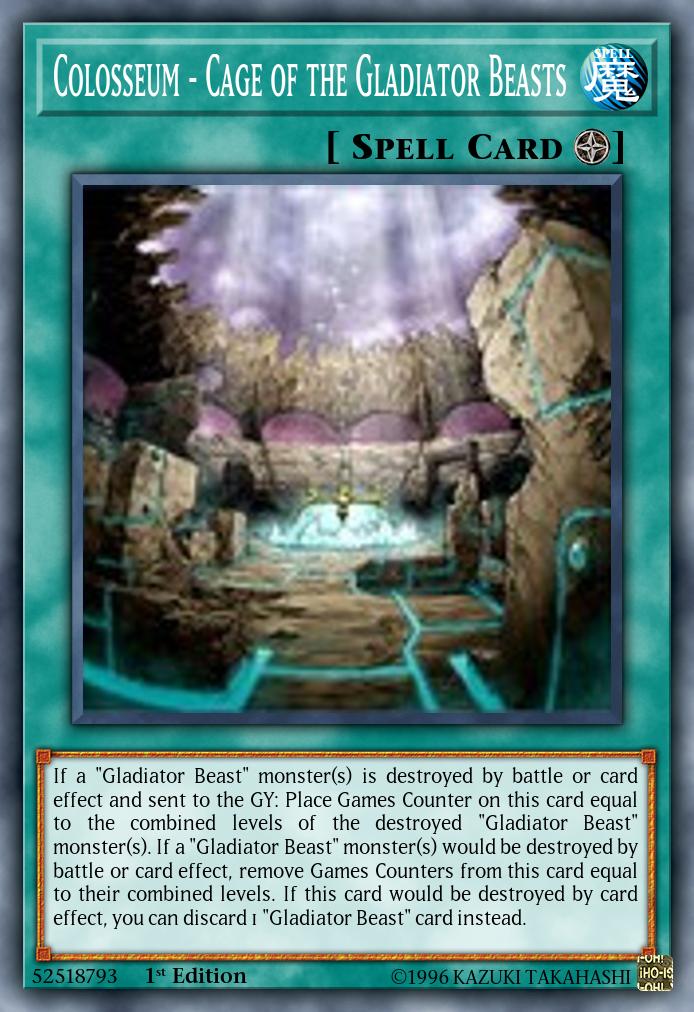 COLOSSEUM - CAGE OF THE GLADIATOR BEASTS
SPELL
魔
[ SPELL CARD ]
If a "Gladiator Beast" monster(s) is destroyed by battle or card
effect and sent to the GY: Place Games Counter on this card equal
to the combined levels of the destroyed "Gladiator Beast"
monster(s). If a "Gladiator Beast" monster(s) would be destroyed by
battle or card effect, remove Games Counters from this card equal
to their combined levels. If this card would be destroyed by card
effect, you can discard 1 "Gladiator Beast" card instead.
52518793 1st Edition ©1996 KAZUKI TAKAHASHI